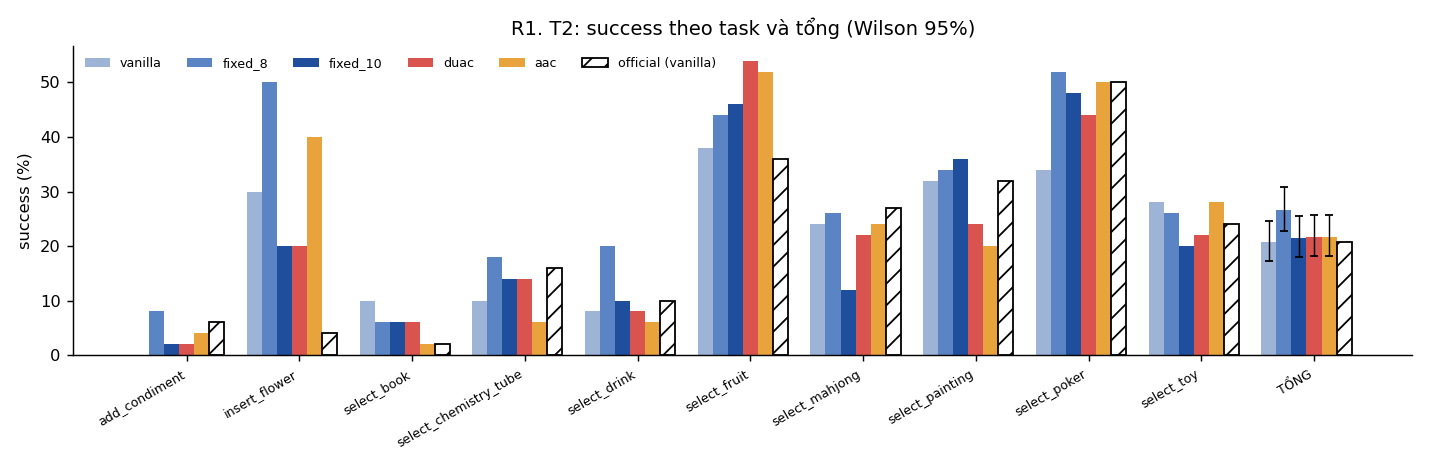 R1. T2: success theo task và tổng (Wilson 95%)
vanilla fixed_8 fixed_10 duac aac official (vanilla)
success (%)
50
40
30
20
10
0
add_condiment
insert_flower
select_book
select_chemistry_tube
select_drink
select_fruit
select_mahjong
select_painting
select_poker
select_toy
TỔNG